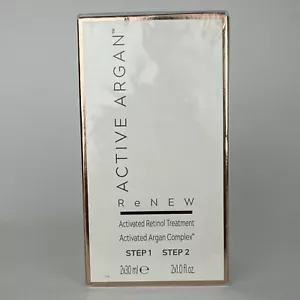 ACTIVE ARGAN™
ReNEW
Activated Retinol Treatment
Activated Argan Complex™
STEP 1 STEP 2
2x30 ml ℮ 2x1.0 fl oz.